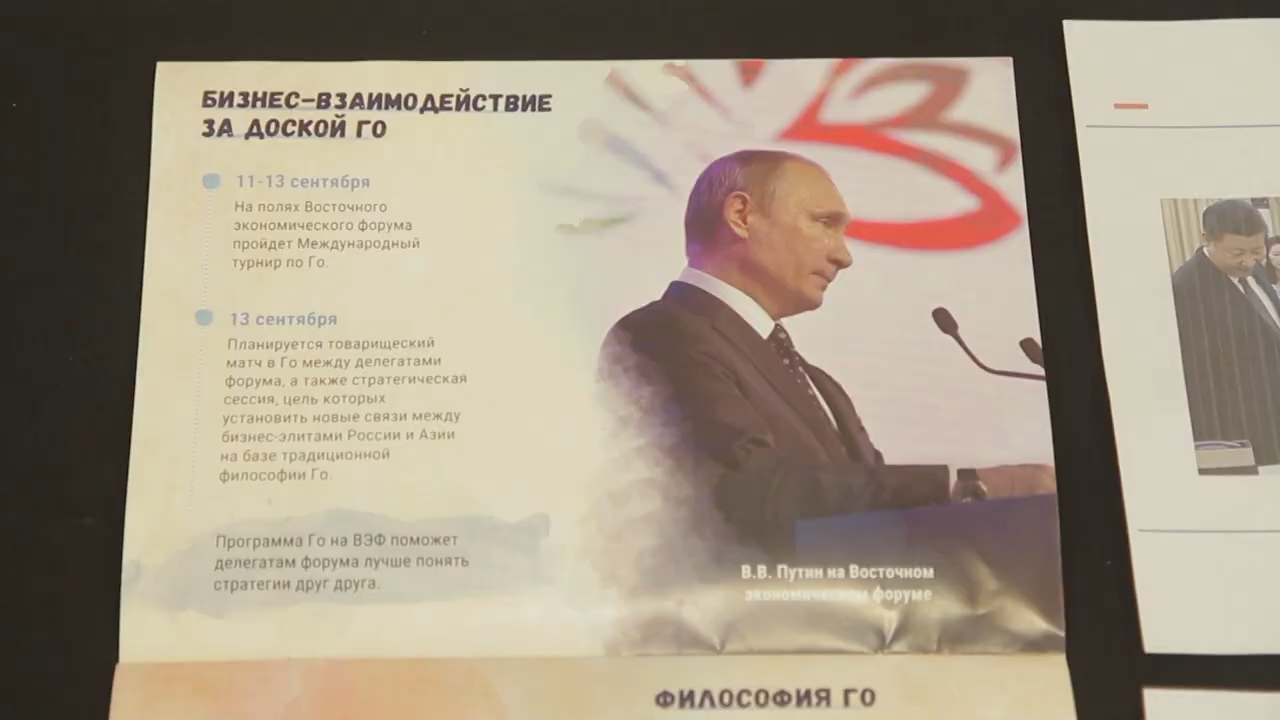 БИЗНЕС-ВЗАИМОДЕЙСТВИЕ
ЗА ДОСКОЙ ГО
11-13 сентября
На полях Восточного
экономического форума
пройдет Международный
турнир по Го.
13 сентября
Планируется товарищеский
матч в Го между делегатами
форума, а также стратегическая
сессия, цель которых
установить новые связи между
бизнес-элитами России и Азии
на базе традиционной
философии Го.
Программа Го на ВЭФ поможет
делегатам форума лучше понять
стратегии друг друга.
В.В. Путин на Восточном
экономическом форуме
ФИЛОСОФИЯ ГО